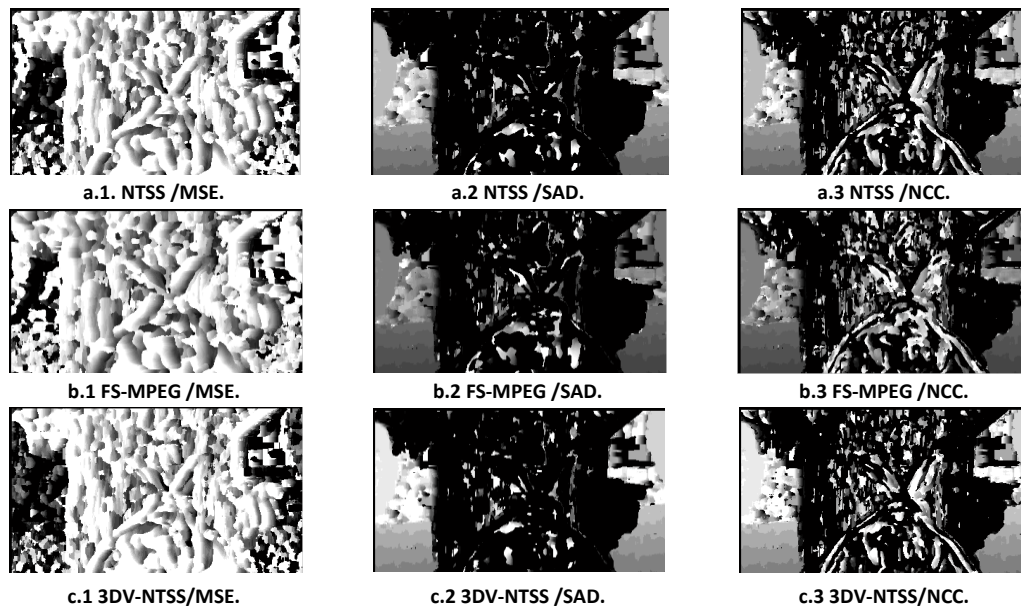 a.1. NTSS /MSE.
a.2 NTSS /SAD.
a.3 NTSS /NCC.
b.1 FS-MPEG /MSE.
b.2 FS-MPEG /SAD.
b.3 FS-MPEG /NCC.
c.1 3DV-NTSS/MSE.
c.2 3DV-NTSS /SAD.
c.3 3DV-NTSS/NCC.